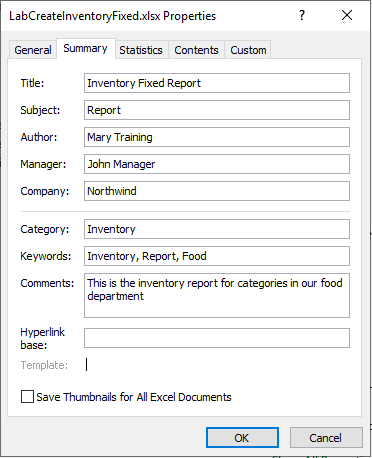 LabCreateInventoryFixed.xlsx Properties
General Summary Statistics Contents Custom
Title: Inventory Fixed Report
Subject: Report
Author: Mary Training
Manager: John Manager
Company: Northwind
Category: Inventory
Keywords: Inventory, Report, Food
Comments: This is the inventory report for categories in our food
department
Hyperlink
base:
Template:
Save Thumbnails for All Excel Documents
OK Cancel